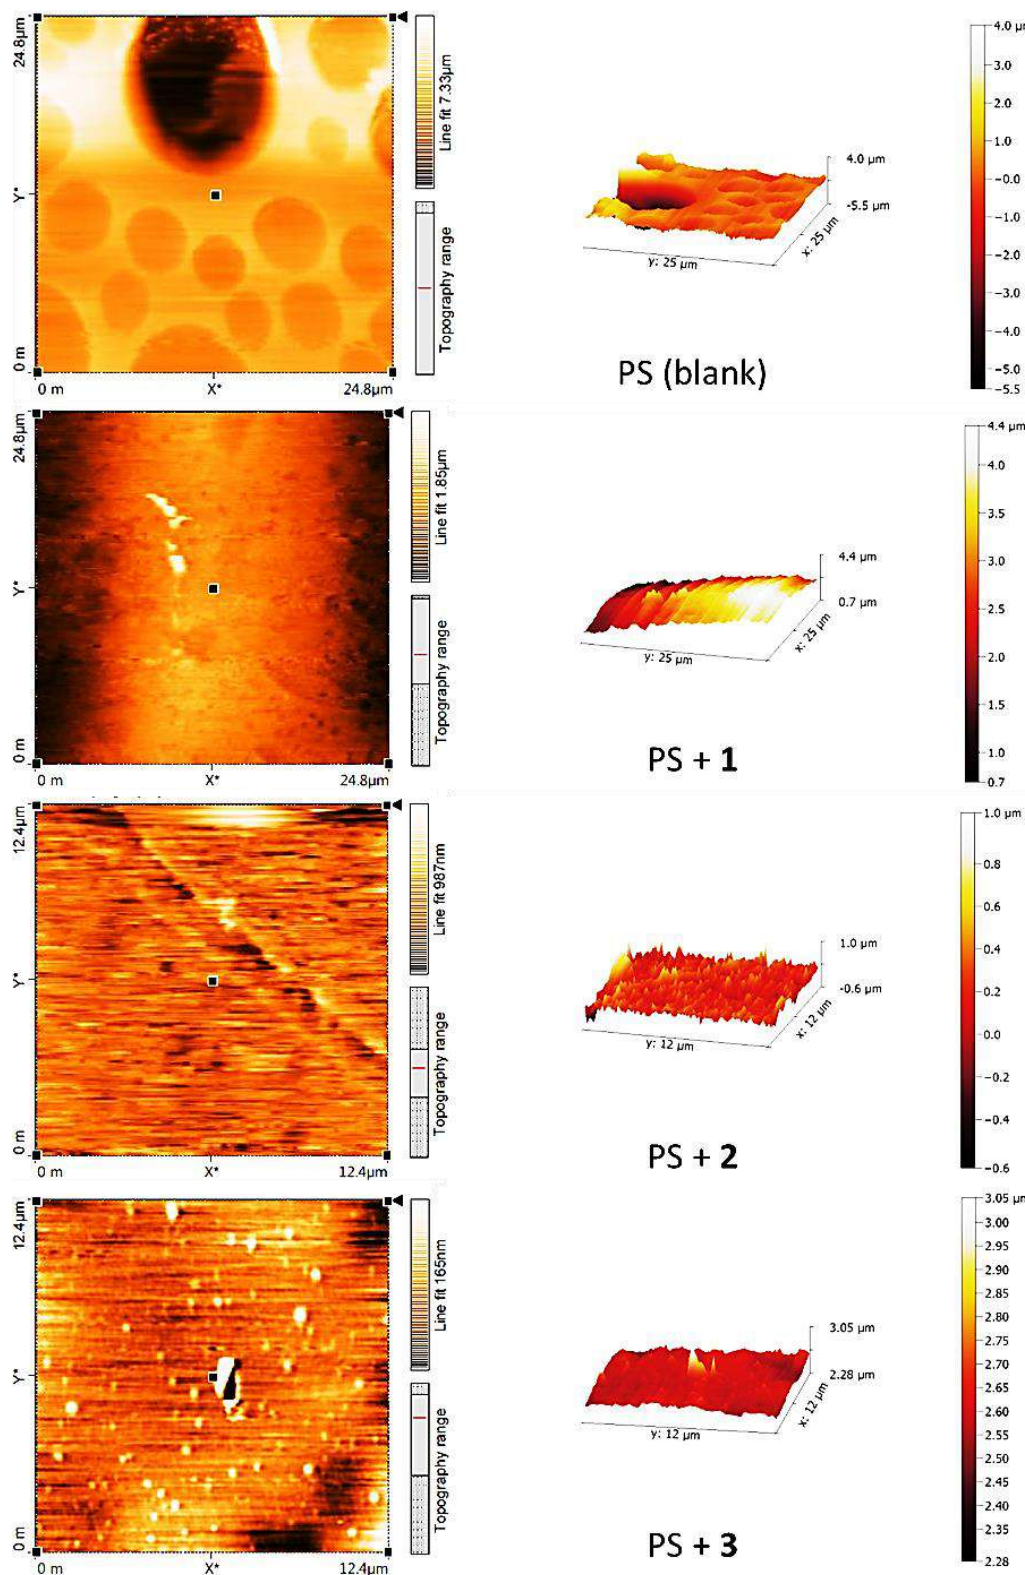 24.8µm
Y*
0 m
0 m
X*
24.8µm
Line fit 7.33µm
Topography range
4.0 µm
-5.5 µm
x: 25 µm
y: 25 µm
PS (blank)
4.0 µm
3.0
2.0
1.0
-0.0
-1.0
-2.0
-3.0
-4.0
-5.0
-5.5
24.8µm
Y*
0 m
0 m
X*
24.8µm
Line fit 1.85µm
Topography range
4.4 µm
0.7 µm
x: 25 µm
y: 25 µm
PS + 1
4.4 µm
4.0
3.5
3.0
2.5
2.0
1.5
1.0
0.7
12.4µm
Y*
0 m
0 m
X*
12.4µm
Line fit 987nm
Topography range
1.0 µm
-0.6 µm
x: 12 µm
y: 12 µm
PS + 2
1.0 µm
0.8
0.6
0.4
0.2
0.0
-0.2
-0.4
-0.6
12.4µm
Y*
0 m
0 m
X*
12.4µm
Line fit 165nm
Topography range
3.05 µm
2.28 µm
x: 12 µm
y: 12 µm
PS + 3
3.05 µm
3.00
2.95
2.90
2.85
2.80
2.75
2.70
2.65
2.60
2.55
2.50
2.45
2.40
2.35
2.28